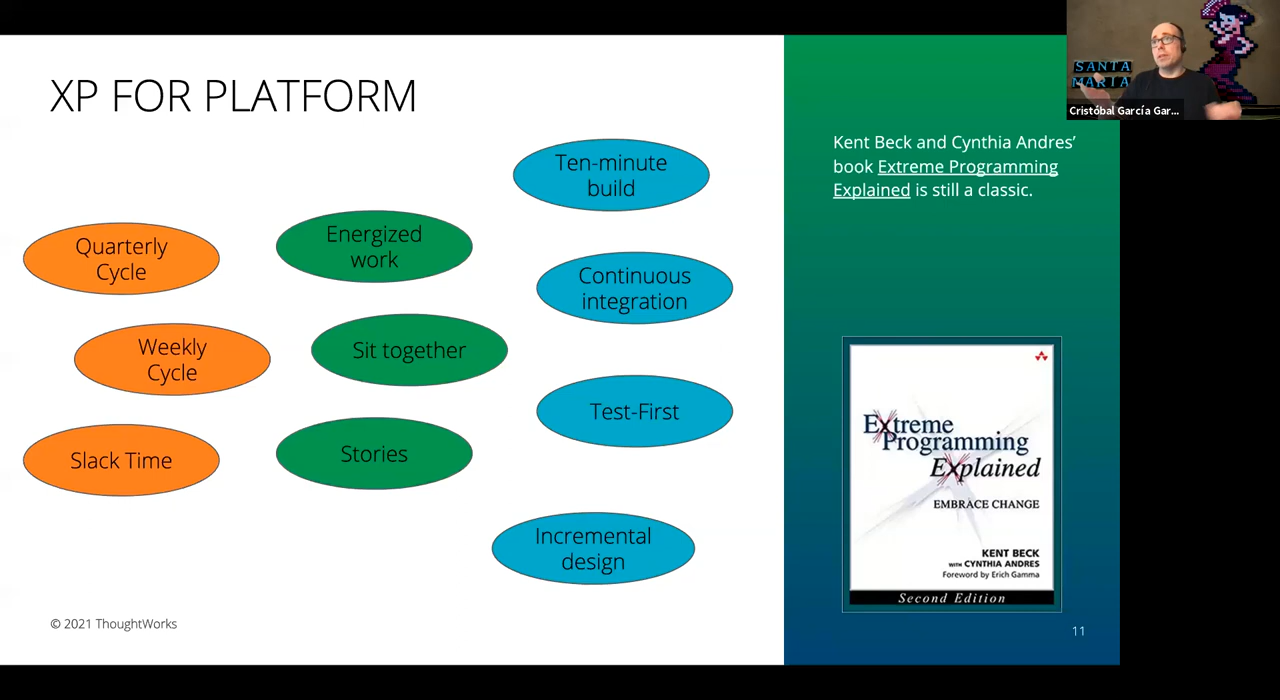 XP FOR PLATFORM
Ten-minute
build
Quarterly
Cycle
Energized
work
Continuous
integration
Weekly
Cycle
Sit together
Test-First
Slack Time
Stories
Incremental
design
© 2021 ThoughtWorks
Kent Beck and Cynthia Andres’
book Extreme Programming
Explained is still a classic.
Extreme
Programming
Explained
EMBRACE CHANGE
KENT BECK
WITH CYNTHIA ANDRES
Foreword by Erich Gamma
Second Edition
11
SANTA
MARTA
Cristóbal García Gar...